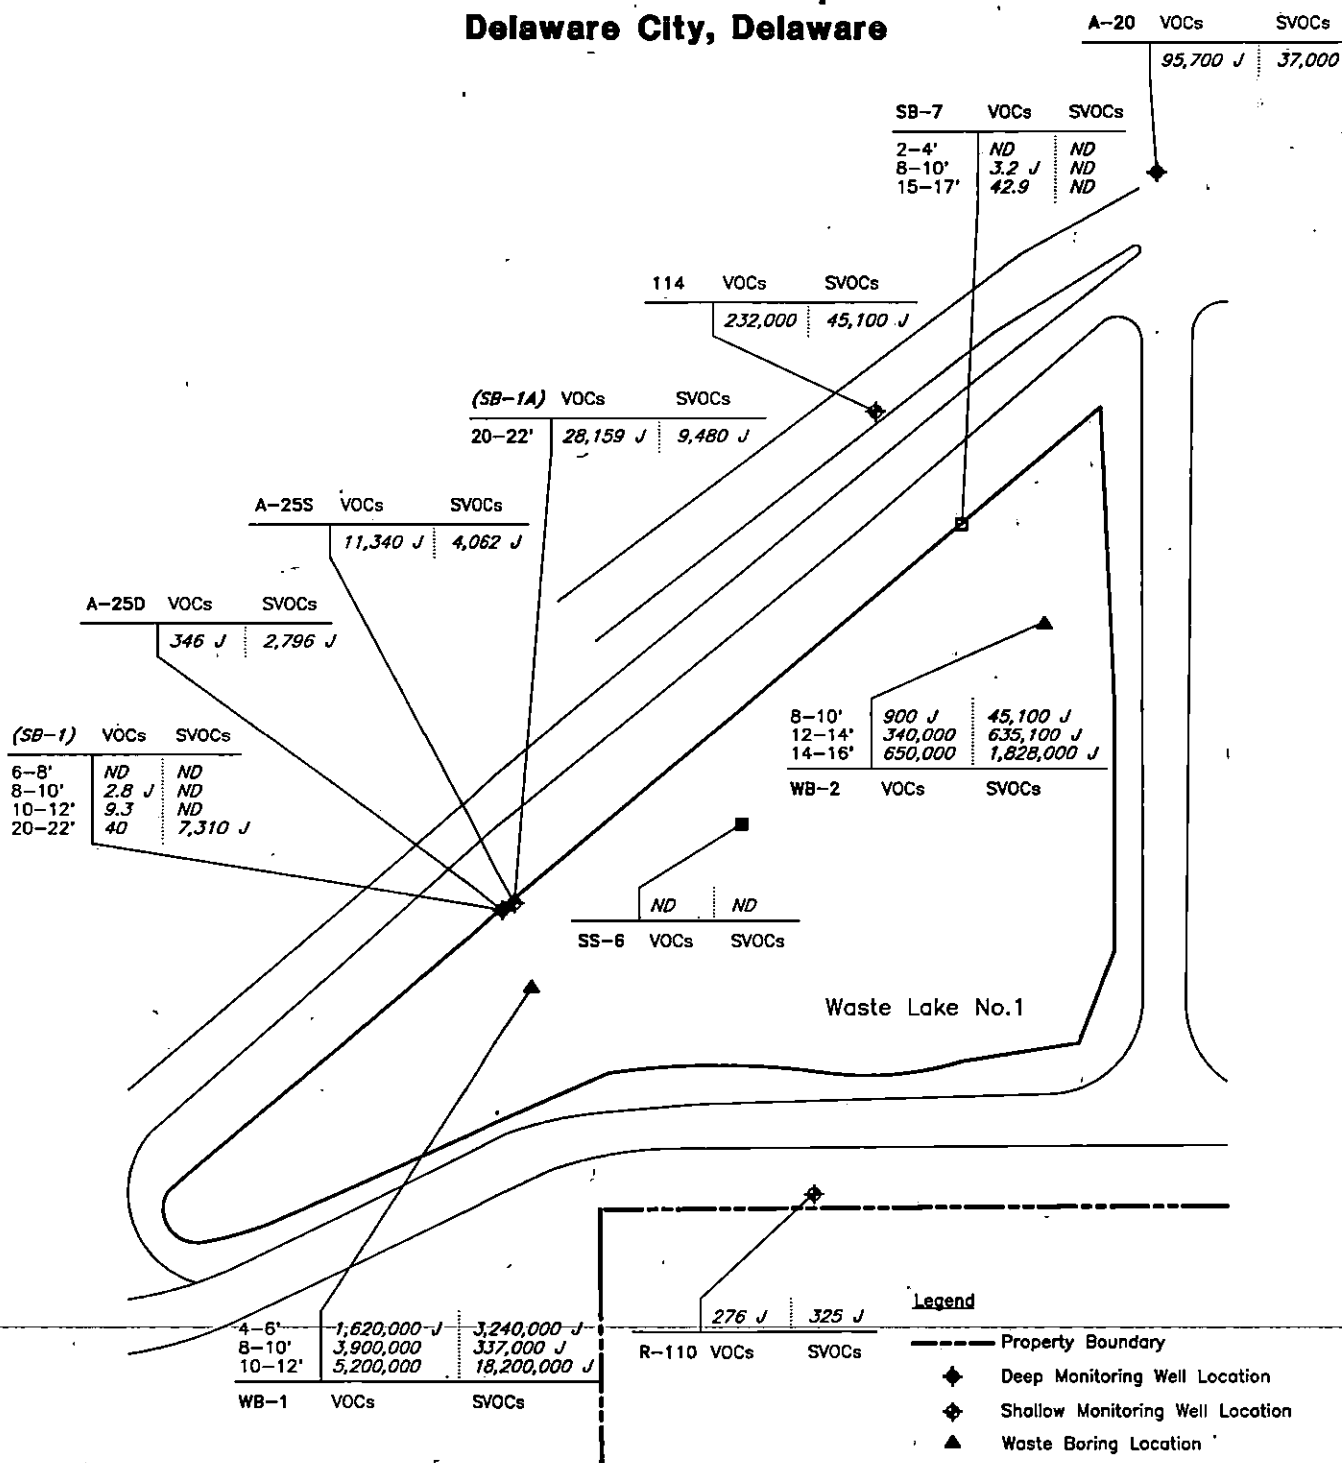 Delaware City, Delaware
A-20 VOCs SVOCs
95,700 J 37,000
SB-7 VOCs SVOCs
2-4' ND ND
8-10' 3.2 J ND
15-17' 42.9 ND
114 VOCs SVOCs
232,000 45,100 J
(SB-1A) VOCs SVOCs
20-22' 28,159 J 9,480 J
A-25S VOCs SVOCs
11,340 J 4,062 J
A-25D VOCs SVOCs
346 J 2,796 J
(SB-1) VOCs SVOCs
6-8' ND ND
8-10' 2.8 J ND
10-12' 9.3 ND
20-22' 40 7,310 J
8-10' 900 J 45,100 J
12-14' 340,000 635,100 J
14-16' 650,000 1,828,000 J
WB-2 VOCs SVOCs
ND ND
SS-6 VOCs SVOCs
Waste Lake No.1
4-6' 1,620,000 J 3,240,000 J
8-10' 3,900,000 337,000 J
10-12' 5,200,000 18,200,000 J
WB-1 VOCs SVOCs
276 J 325 J
R-110 VOCs SVOCs
Legend
Property Boundary
Deep Monitoring Well Location
Shallow Monitoring Well Location
Waste Boring Location